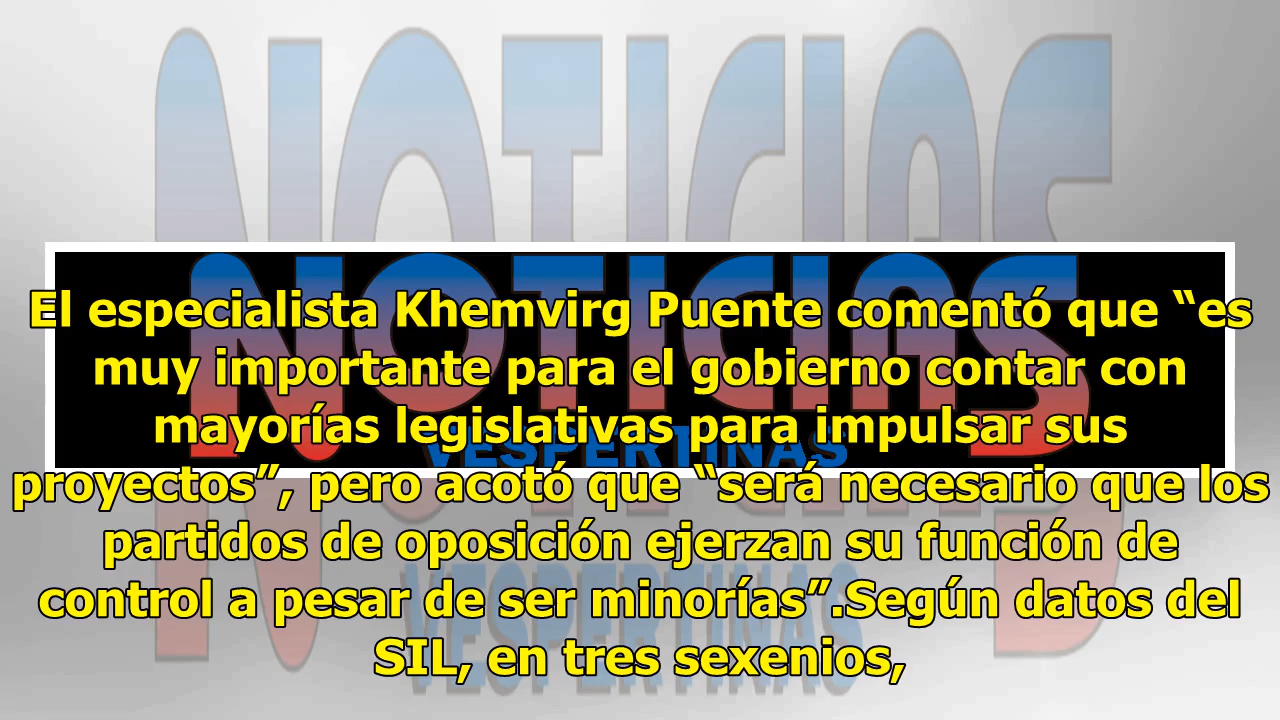 NOTICIAS
VESPERTINAS
NOTICIAS
VESPERTINAS
El especialista Khemvirg Puente comentó que “es
muy importante para el gobierno contar con
mayorías legislativas para impulsar sus
proyectos”, pero acotó que “será necesario que los
partidos de oposición ejerzan su función de
control a pesar de ser minorías”.Según datos del
SIL, en tres sexenios,